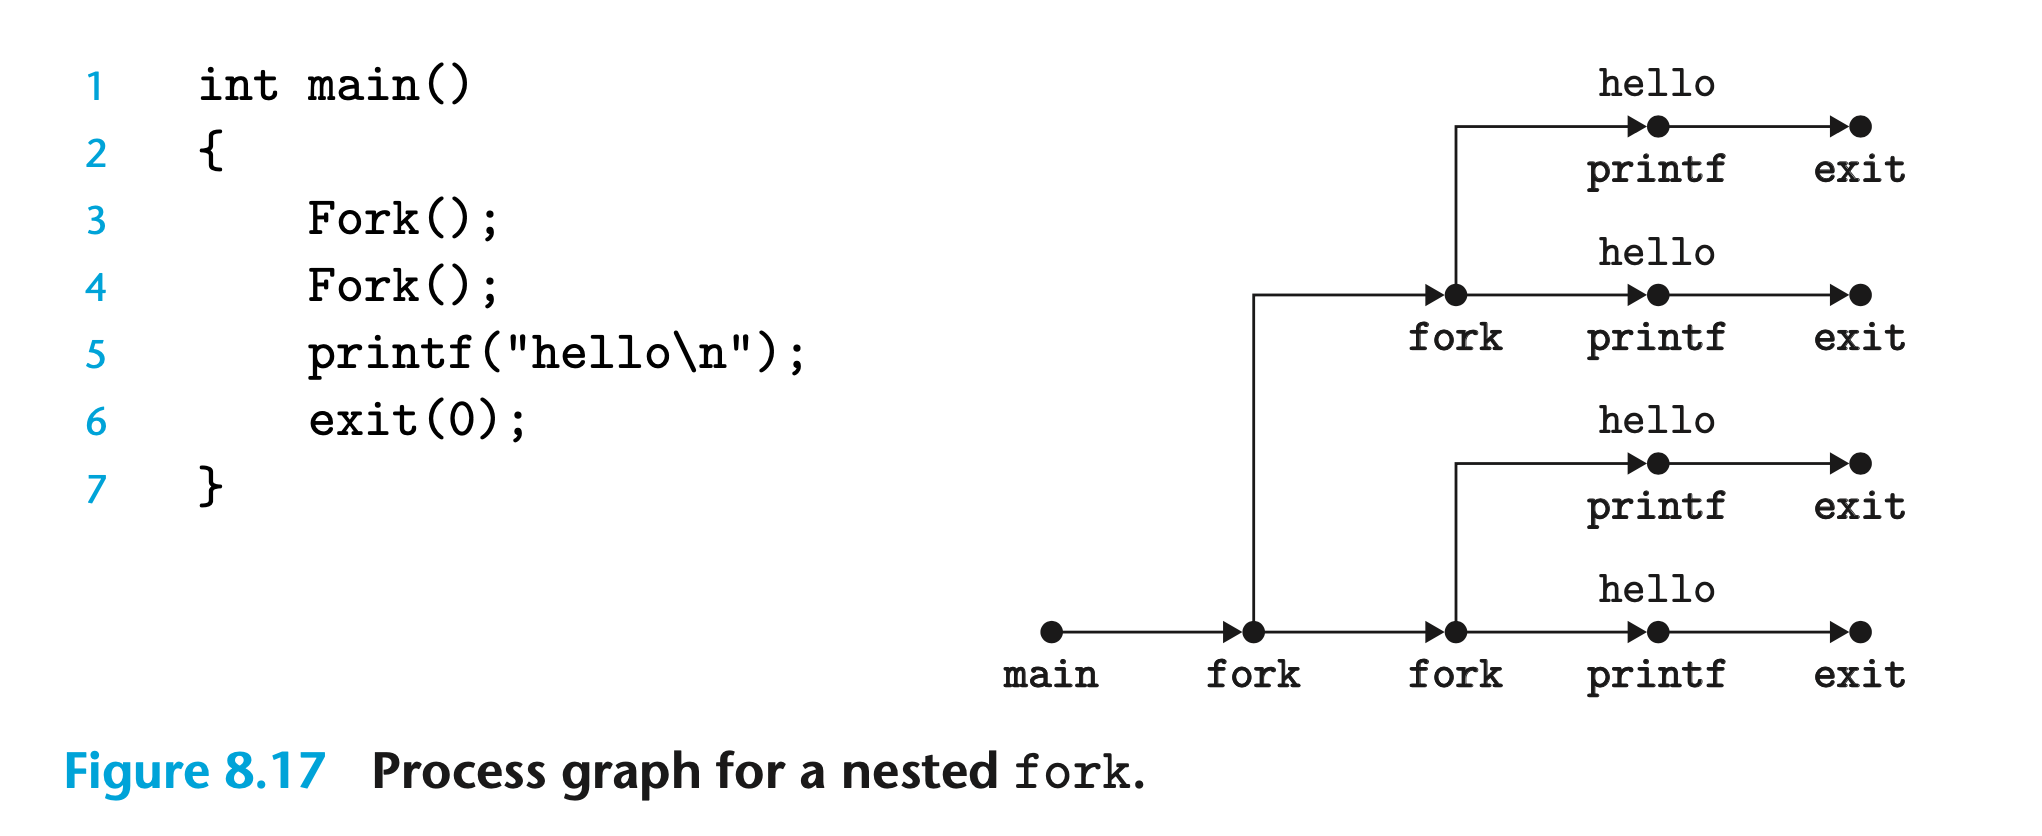 1 int main()
2 {
3 Fork();
4 Fork();
5 printf("hello\n");
6 exit(0);
7 }
hello
printf exit
hello
fork printf exit
hello
printf exit
hello
main fork fork printf exit
Figure 8.17 Process graph for a nested fork.